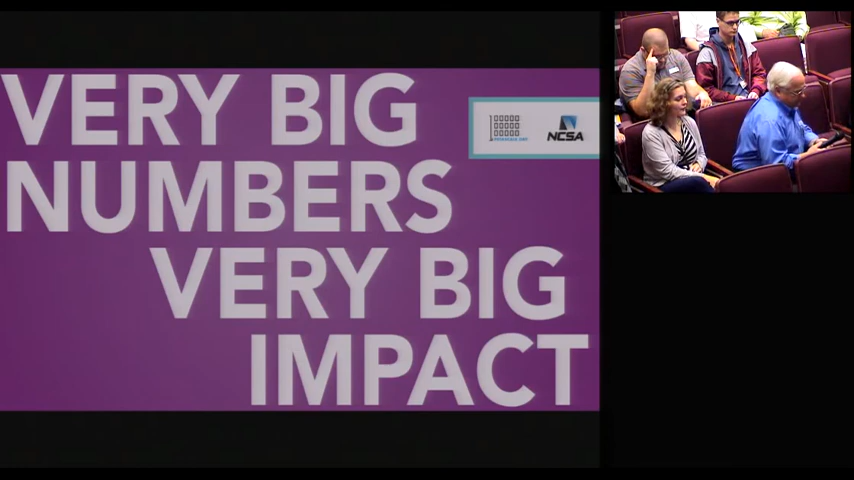 VERY BIG
NUMBERS
VERY BIG
IMPACT
NCSA